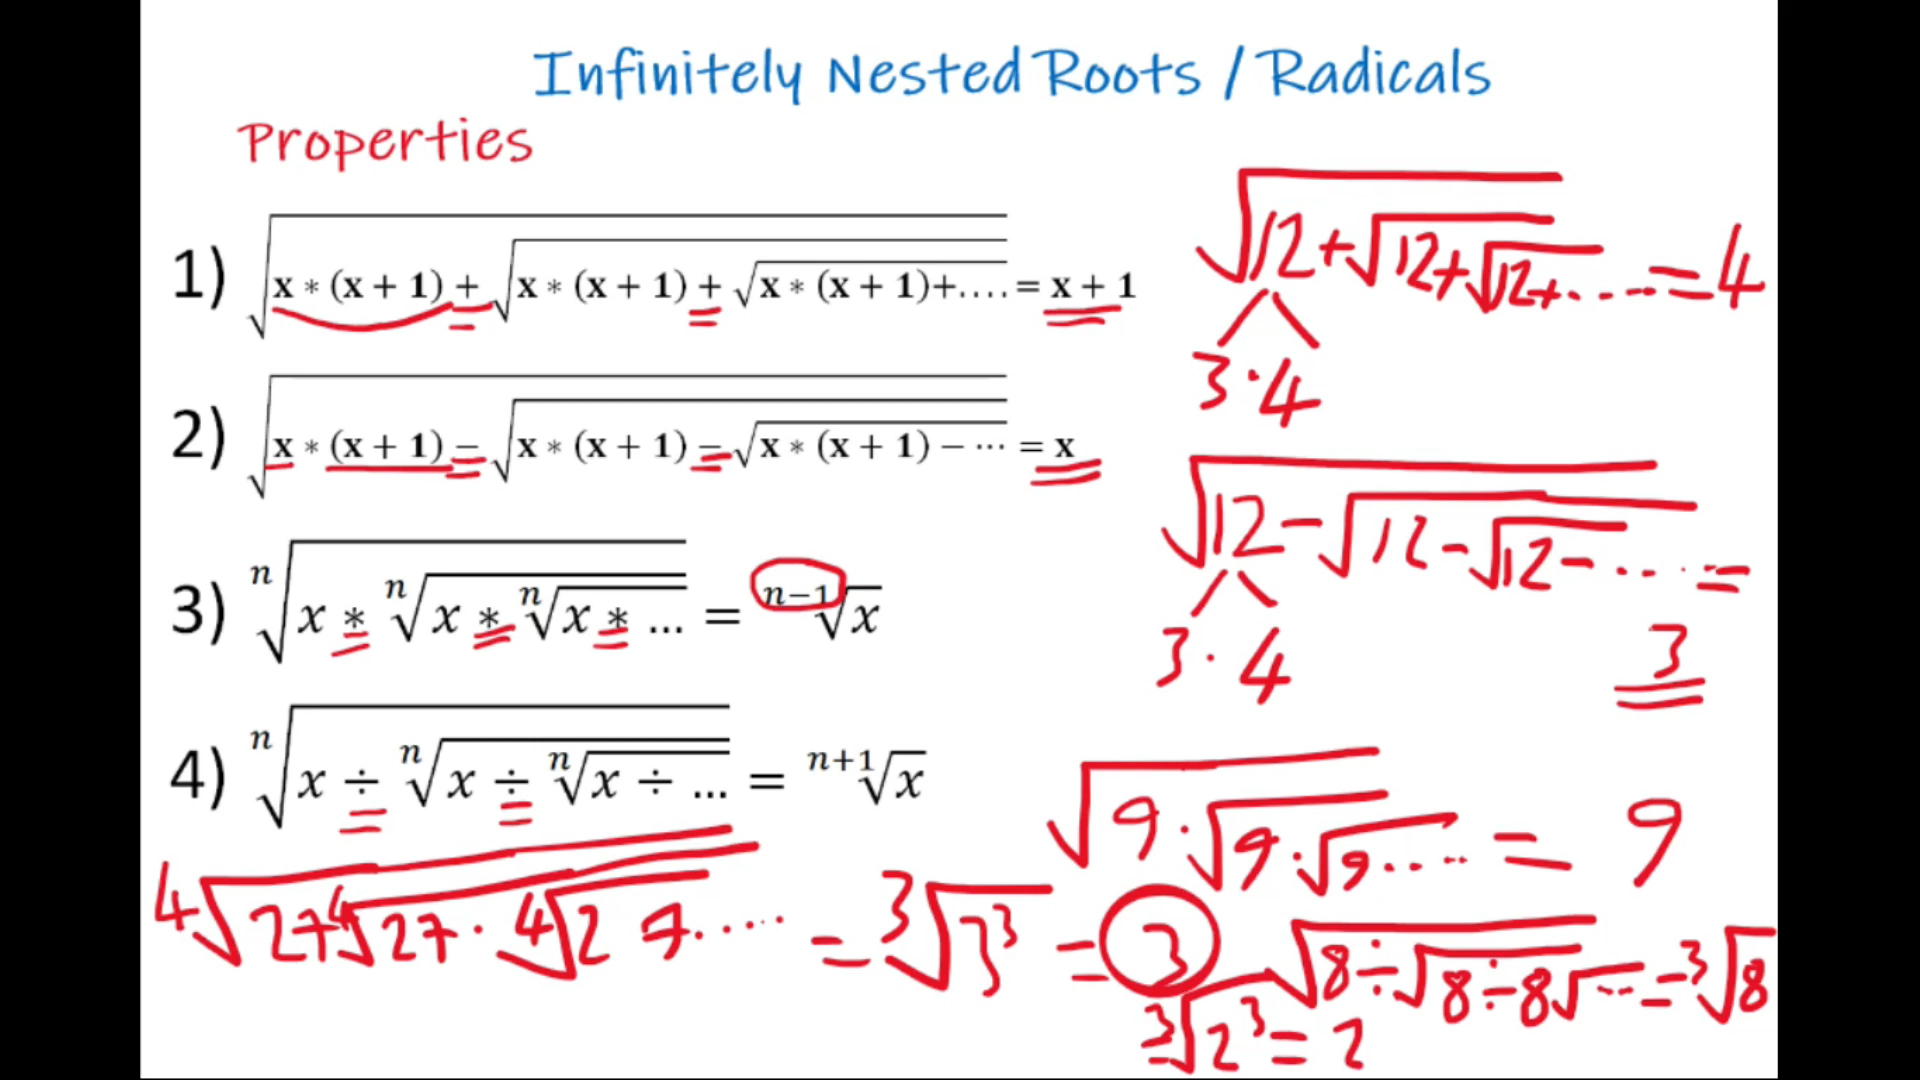 Infinitely Nested Roots / Radicals
Properties
1) √(x * (x + 1) + √(x * (x + 1) + √(x * (x + 1)+.... = x + 1
2) √(x * (x + 1) − √(x * (x + 1) − √(x * (x + 1) − ⋯ = x
3) ⁿ√(x * ⁿ√(x * ⁿ√(x * ... = ⁿ⁻¹√x
4) ⁿ√(x ÷ ⁿ√(x ÷ ⁿ√(x ÷ ... = ⁿ⁺¹√x
√12+√12+√12+..... = 4
3·4
√12−√12−√12−..... =
3·4
3
√9·√9·√9..... = 9
⁴√27 ⁴√27·⁴√27..... = ³√3³ = 3
√8÷√8÷8√.... = ³√8
= ³√2³ = 2